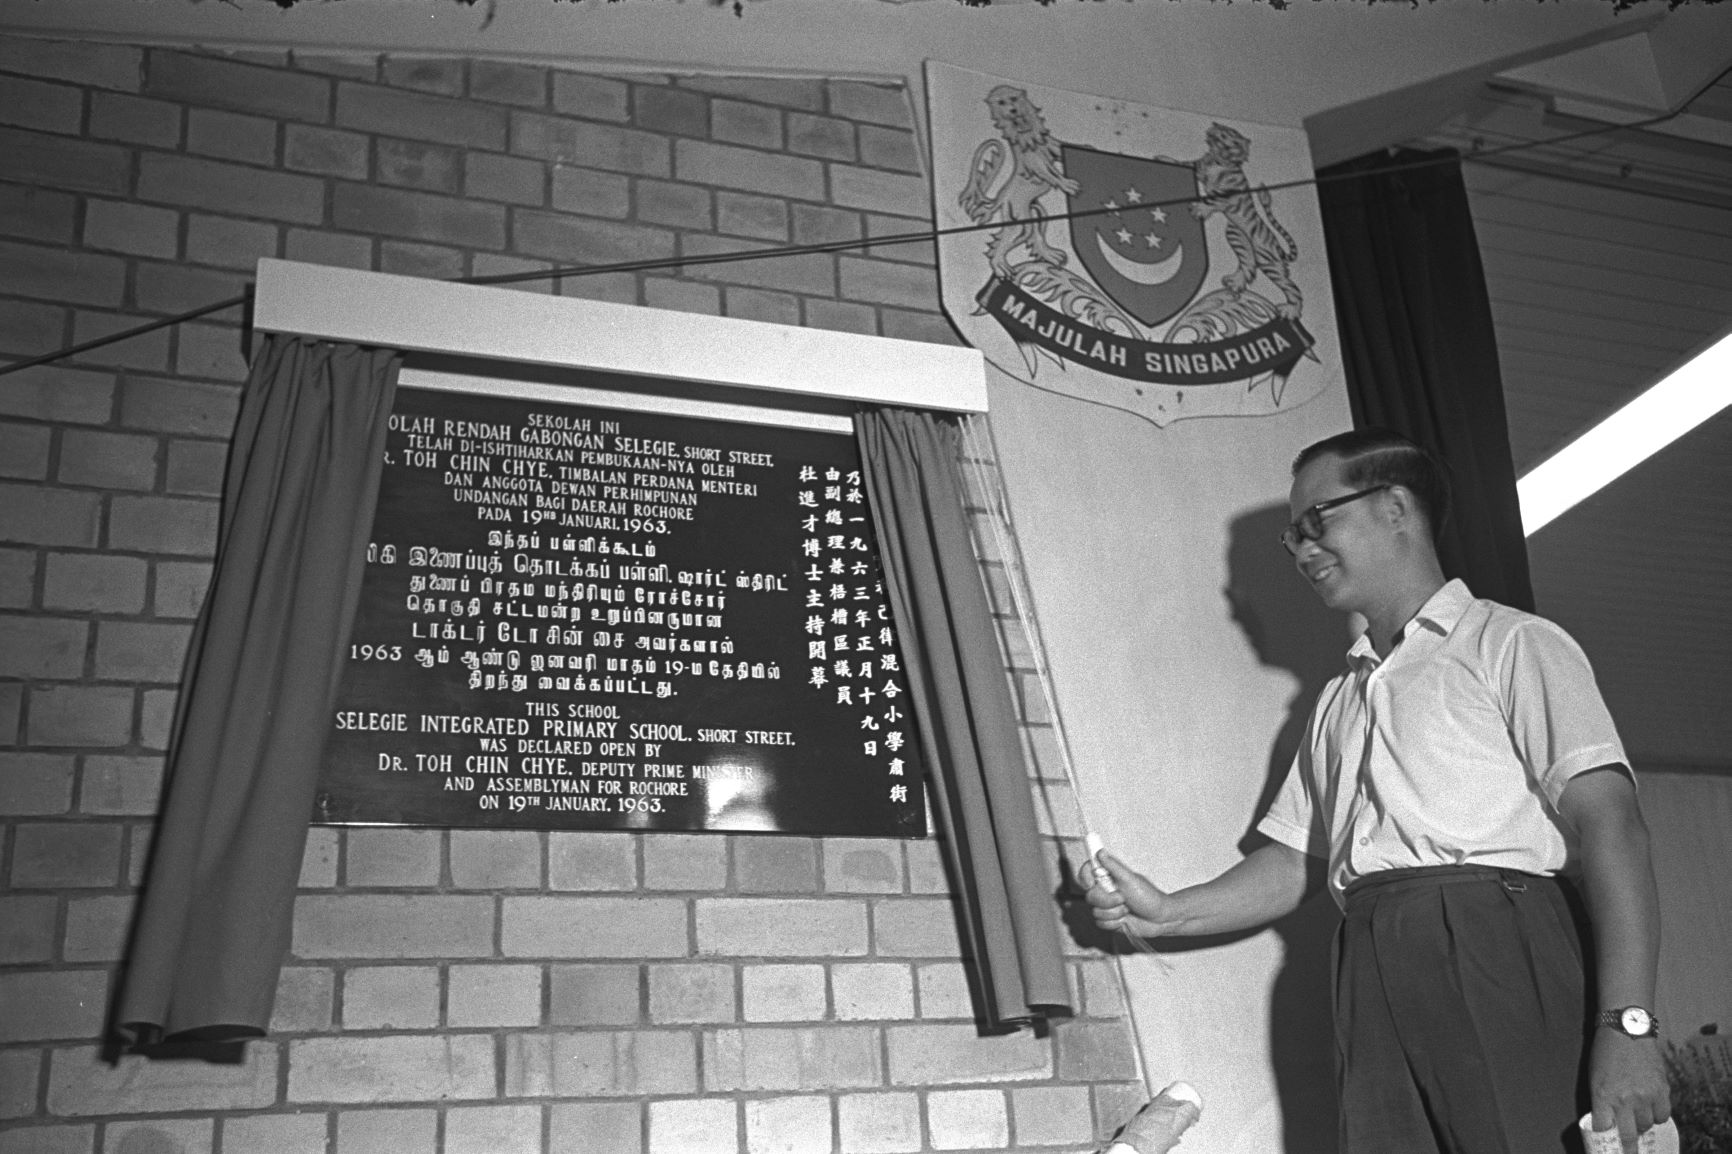 MAJULAH SINGAPURA
SEKOLAH INI
OLAH RENDAH GABONGAN SELEGIE, SHORT STREET,
TELAH DI-ISHTIHARKAN PEMBUKAAN-NYA OLEH
R. TOH CHIN CHYE, TIMBALAN PERDANA MENTERI
DAN ANGGOTA DEWAN PERHIMPUNAN
UNDANGAN BAGI DAERAH ROCHORE
PADA 19HB JANUARI, 1963.
இந்தப் பள்ளிக்கூடம்
கி இணைப்புத் தொடக்கப் பள்ளி, ஷார்ட் ஸ்திரிட்
துணைப் பிரதம மந்திரியும் ரோச்சோர்
தொகுதி சட்டமன்ற உறுப்பினருமான
டாக்டர் டோ சின் சை அவர்களால்
1963 ஆம் ஆண்டு ஜனவரி மாதம் 19-ம தேதியில்
திறந்து வைக்கப்பட்டது.
THIS SCHOOL
SELEGIE INTEGRATED PRIMARY SCHOOL, SHORT STREET,
WAS DECLARED OPEN BY
DR. TOH CHIN CHYE, DEPUTY PRIME MINISTER
AND ASSEMBLYMAN FOR ROCHORE
ON 19TH JANUARY, 1963.
律混合小學肅街
乃於一九六三年正月十九日
由副總理兼梧槽區議員
杜進才博士主持開幕